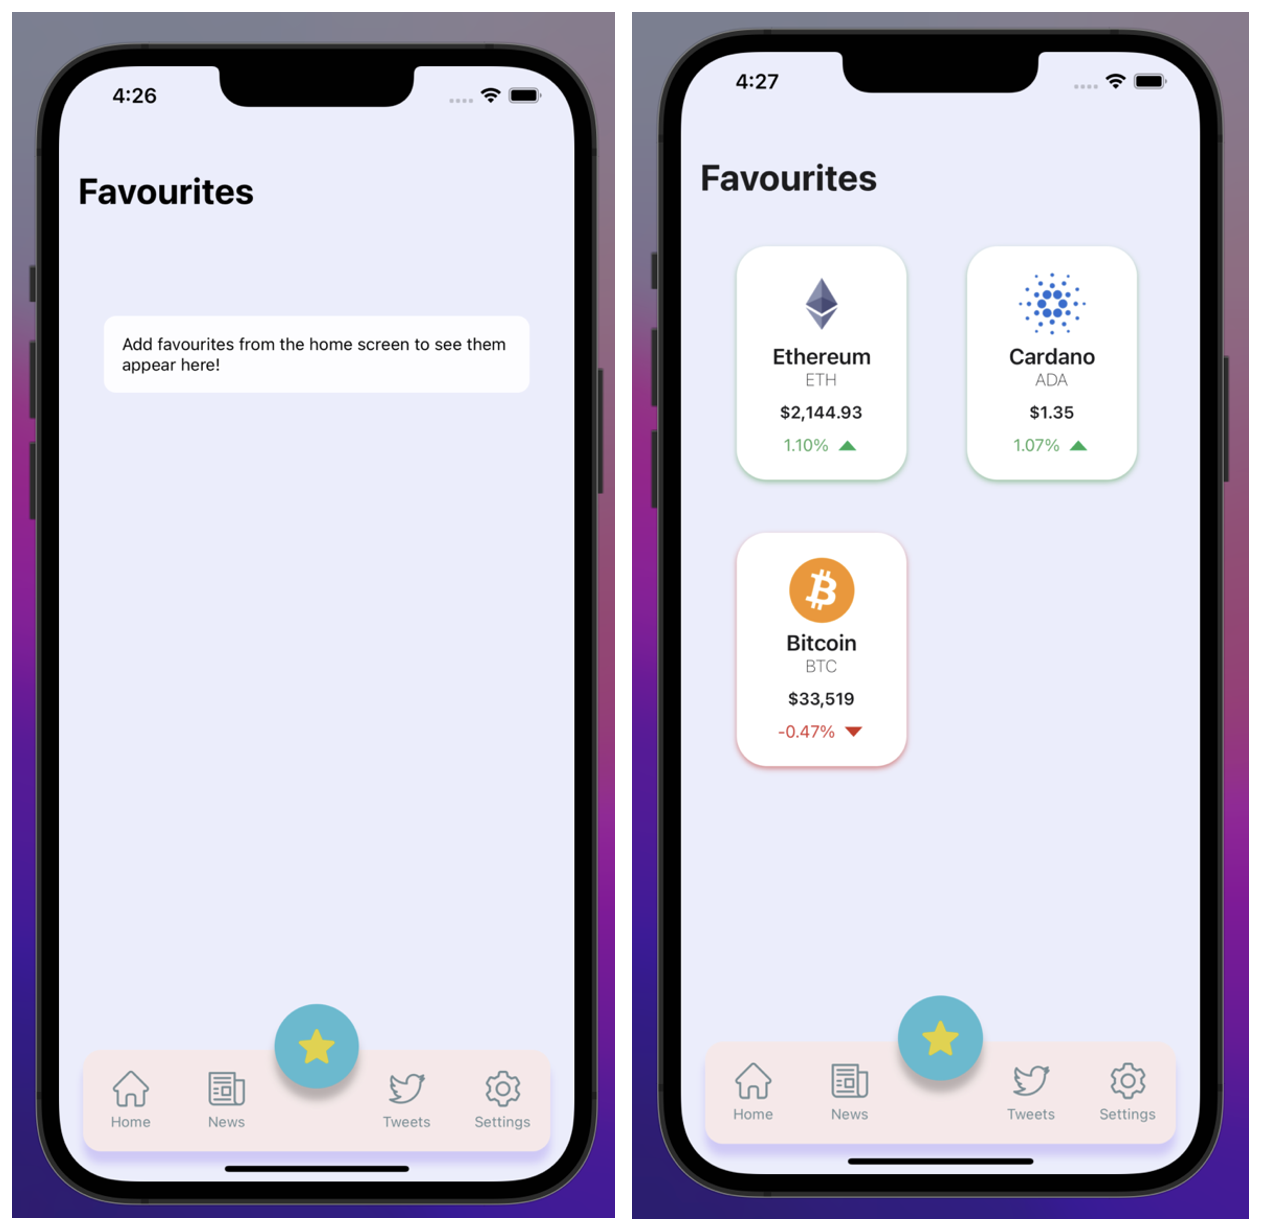 4:26
Favourites
Add favourites from the home screen to see them
appear here!
Home
News
Tweets
Settings
4:27
Favourites
Ethereum
ETH
$2,144.93
1.10%
Cardano
ADA
$1.35
1.07%
Bitcoin
BTC
$33,519
-0.47%
Home
News
Tweets
Settings